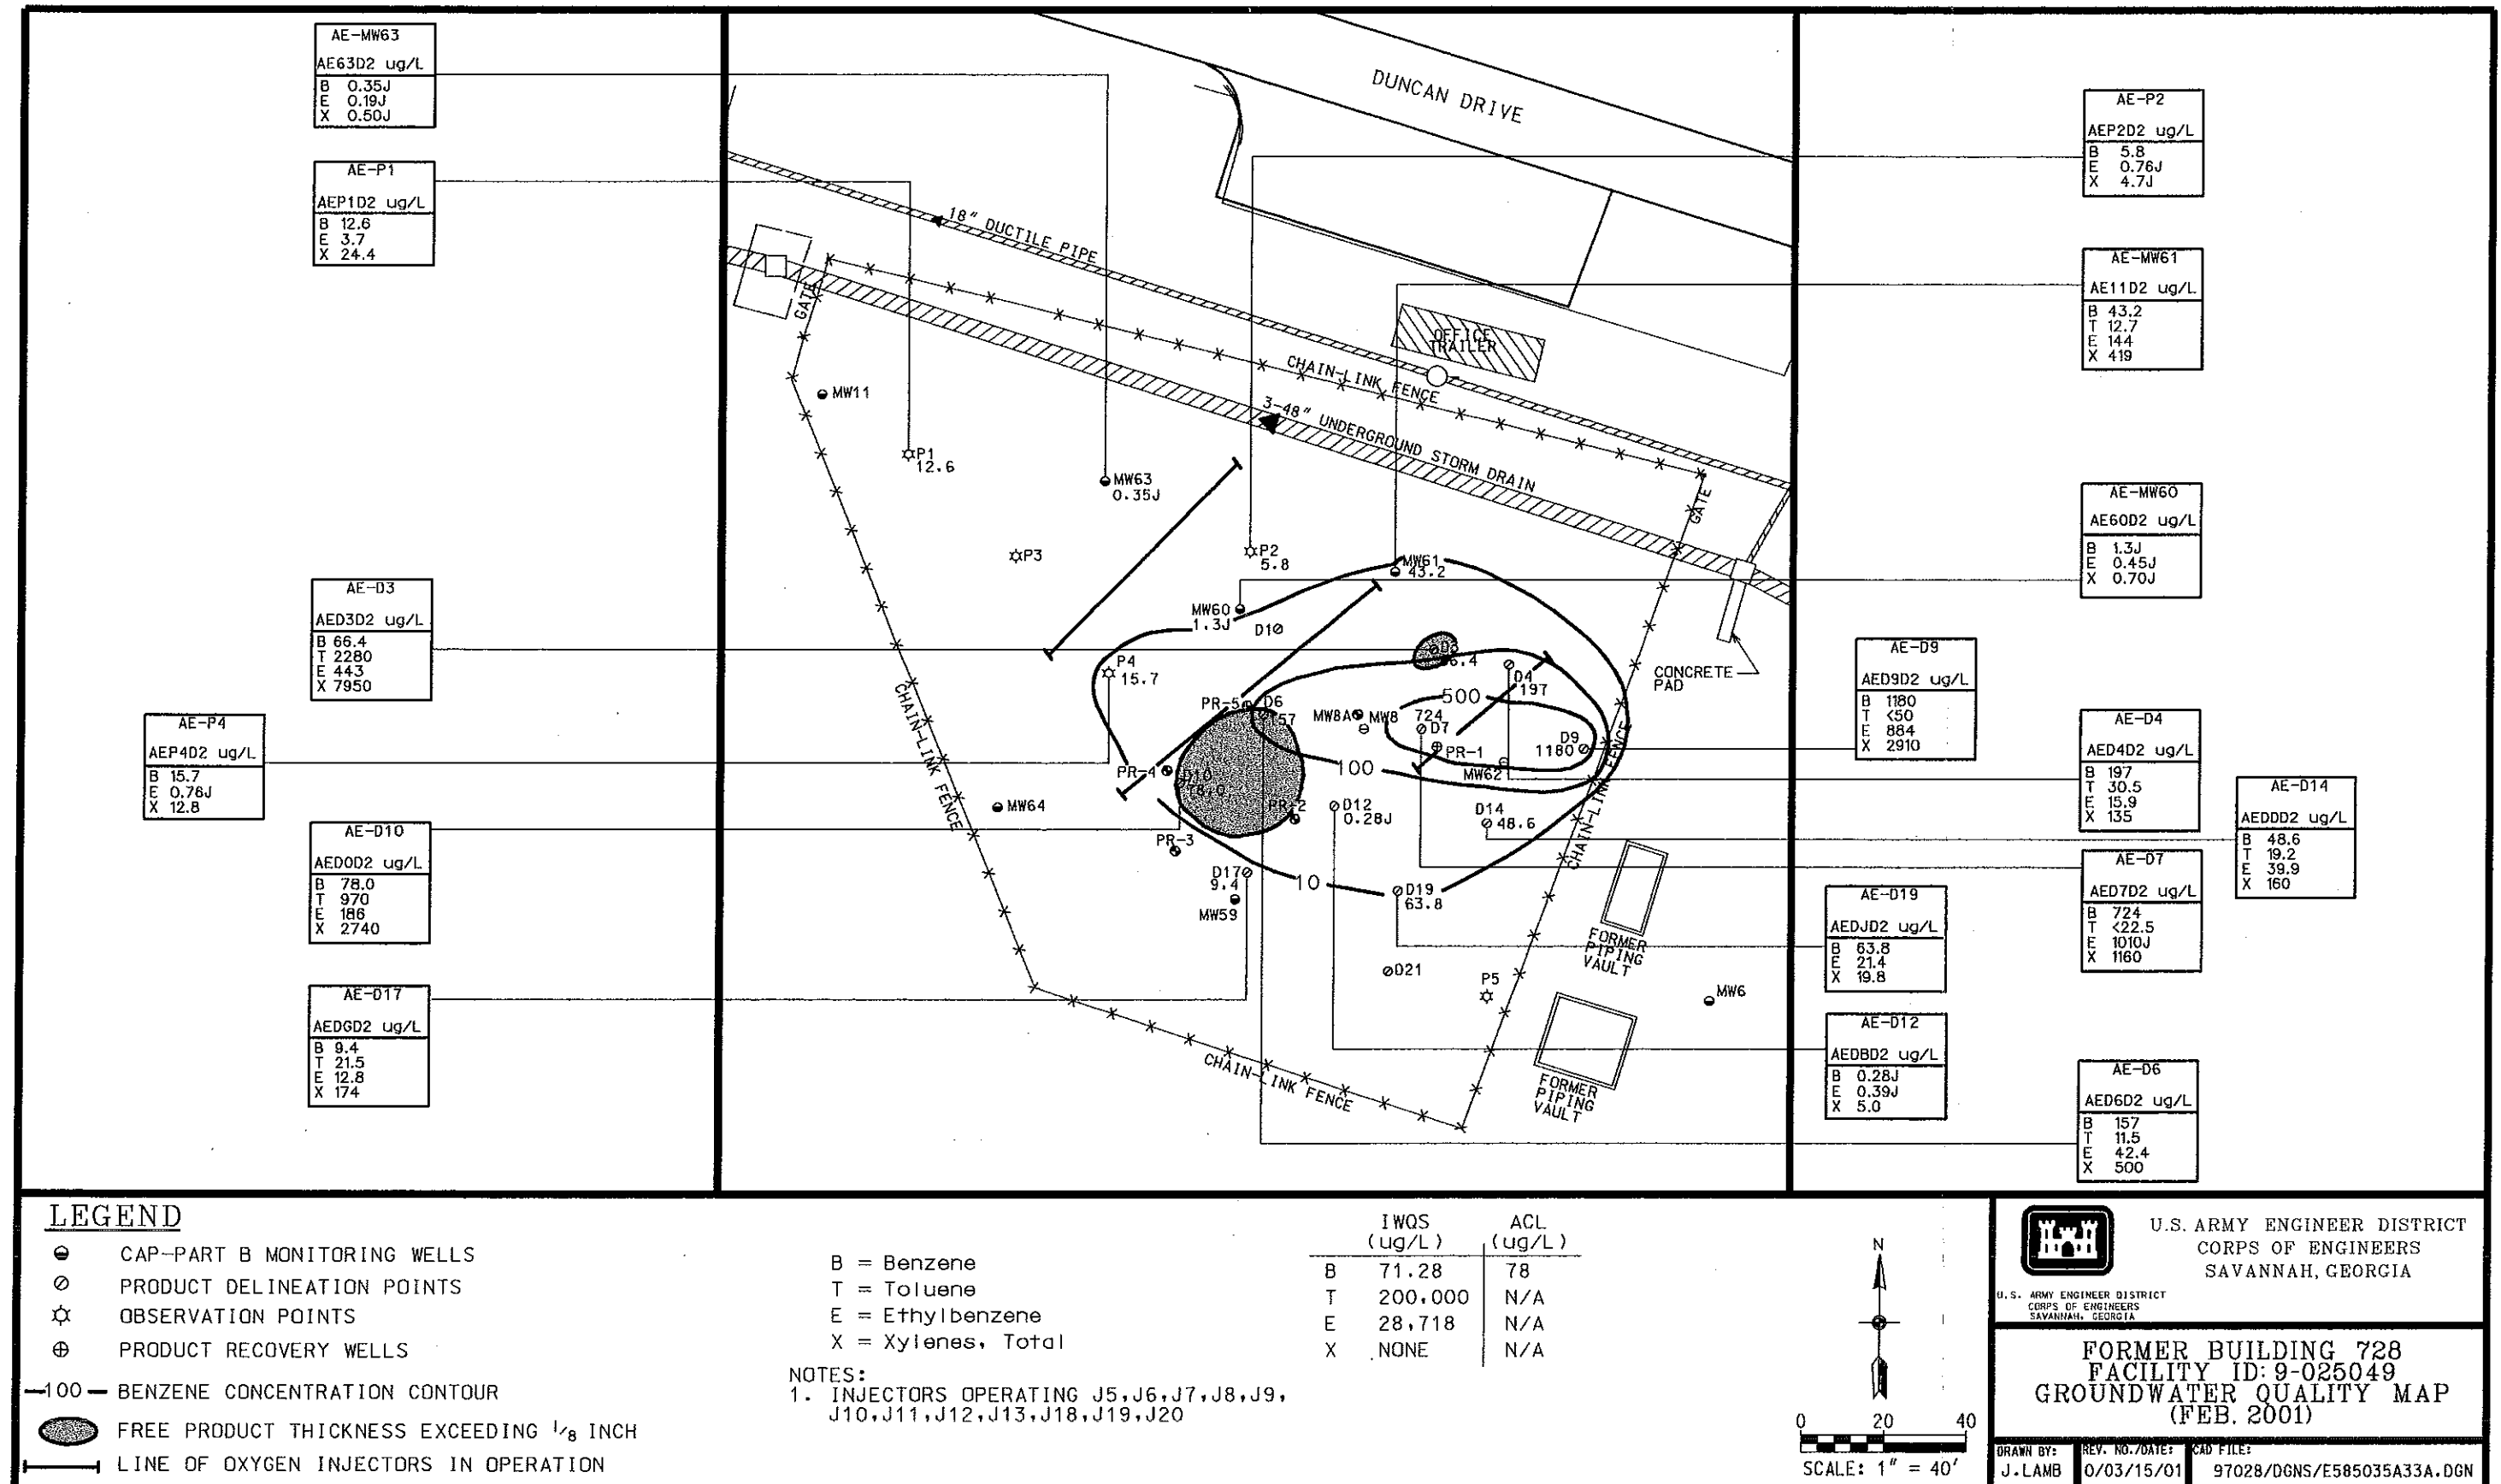 AE-MW63
AE63D2 ug/L
B 0.35J
E 0.19J
X 0.50J
AE-P1
AEP1D2 ug/L
B 12.6
E 3.7
X 24.4
AE-D3
AED3D2 ug/L
B 66.4
T 2280
E 443
X 7950
AE-P4
AEP4D2 ug/L
B 15.7
E 0.76J
X 12.8
AE-D10
AED0D2 ug/L
B 78.0
T 970
E 186
X 2740
AE-D17
AEDGD2 ug/L
B 9.4
T 21.5
E 12.8
X 174
DUNCAN DRIVE
18" DUCTILE PIPE
GATE
OFFICE
TRAILER
CHAIN-LINK FENCE
3-48" UNDERGROUND STORM DRAIN
GATE
MW11
P1
12.6
MW63
0.35J
P3
P2
5.8
MW61
43.2
MW60
1.3J
D10
P4
15.7
D3
66.4
D4
197
CONCRETE
PAD
500
PR-5
D6
157
MW8A
MW8
724
D7
PR-1
D9
1180
MW62
100
PR-4
D10
78.0
PR-2
D12
0.28J
D14
48.6
MW64
PR-3
D17
9.4
MW59
10
D19
63.8
D21
P5
MW6
CHAIN-LINK FENCE
CHAIN-LINK FENCE
CHAIN-LINK FENCE
FORMER
PIPING
VAULT
FORMER
PIPING
VAULT
AE-P2
AEP2D2 ug/L
B 5.8
E 0.76J
X 4.7J
AE-MW61
AE11D2 ug/L
B 43.2
T 12.7
E 144
X 419
AE-MW60
AE60D2 ug/L
B 1.3J
E 0.45J
X 0.70J
AE-D9
AED9D2 ug/L
B 1180
T <50
E 884
X 2910
AE-D4
AED4D2 ug/L
B 197
T 30.5
E 15.9
X 135
AE-D14
AEDDD2 ug/L
B 48.6
T 19.2
E 39.9
X 160
AE-D7
AED7D2 ug/L
B 724
T <22.5
E 1010J
X 1160
AE-D19
AEDJD2 ug/L
B 63.8
E 21.4
X 19.8
AE-D12
AEDBD2 ug/L
B 0.28J
E 0.39J
X 5.0
AE-D6
AED6D2 ug/L
B 157
T 11.5
E 42.4
X 500
LEGEND
CAP-PART B MONITORING WELLS
PRODUCT DELINEATION POINTS
OBSERVATION POINTS
PRODUCT RECOVERY WELLS
100 BENZENE CONCENTRATION CONTOUR
FREE PRODUCT THICKNESS EXCEEDING 1/8 INCH
LINE OF OXYGEN INJECTORS IN OPERATION
B = Benzene
T = Toluene
E = Ethylbenzene
X = Xylenes, Total
NOTES:
1. INJECTORS OPERATING J5,J6,J7,J8,J9,
J10,J11,J12,J13,J18,J19,J20
IWQS ACL
(ug/L) (ug/L)
B 71.28 78
T 200,000 N/A
E 28,718 N/A
X NONE N/A
N
0 20 40
SCALE: 1" = 40'
U.S. ARMY ENGINEER DISTRICT
CORPS OF ENGINEERS
SAVANNAH, GEORGIA
U.S. ARMY ENGINEER DISTRICT
CORPS OF ENGINEERS
SAVANNAH, GEORGIA
FORMER BUILDING 728
FACILITY ID: 9-025049
GROUNDWATER QUALITY MAP
(FEB. 2001)
DRAWN BY:
J.LAMB
REV. NO./DATE:
0/03/15/01
CAD FILE:
97028/DGNS/E585035A33A.DGN